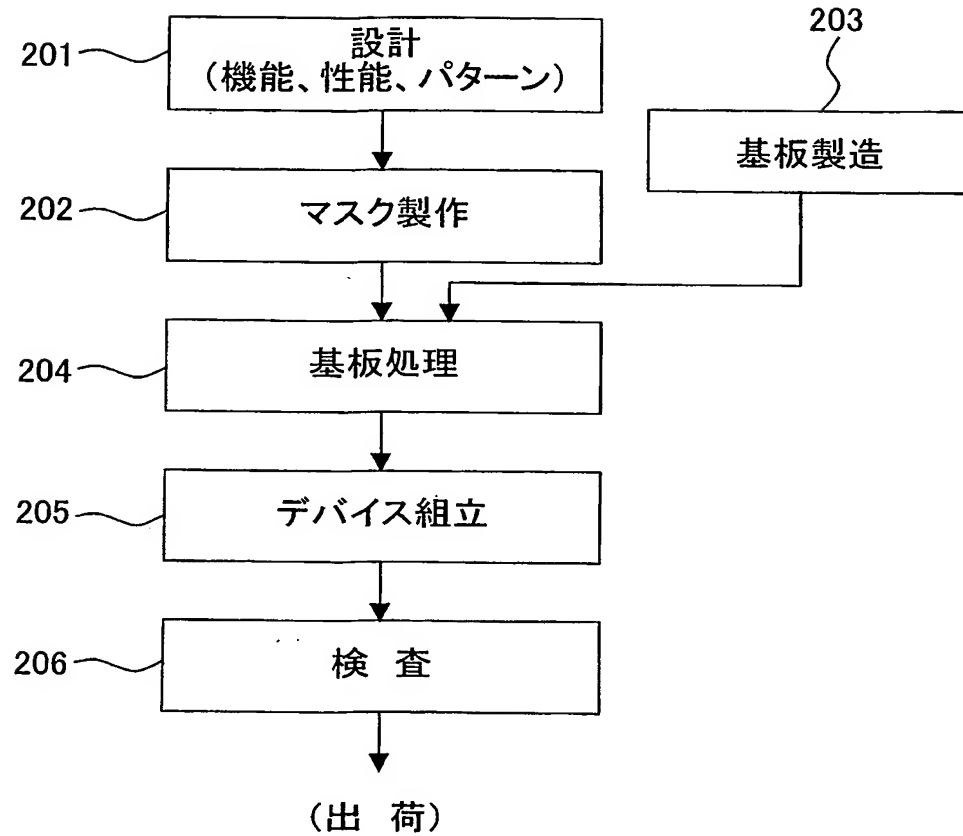 201
設計
(機能、性能、パターン)
203
基板製造
202
マスク製作
204
基板処理
205
デバイス組立
206
検 査
(出 荷)